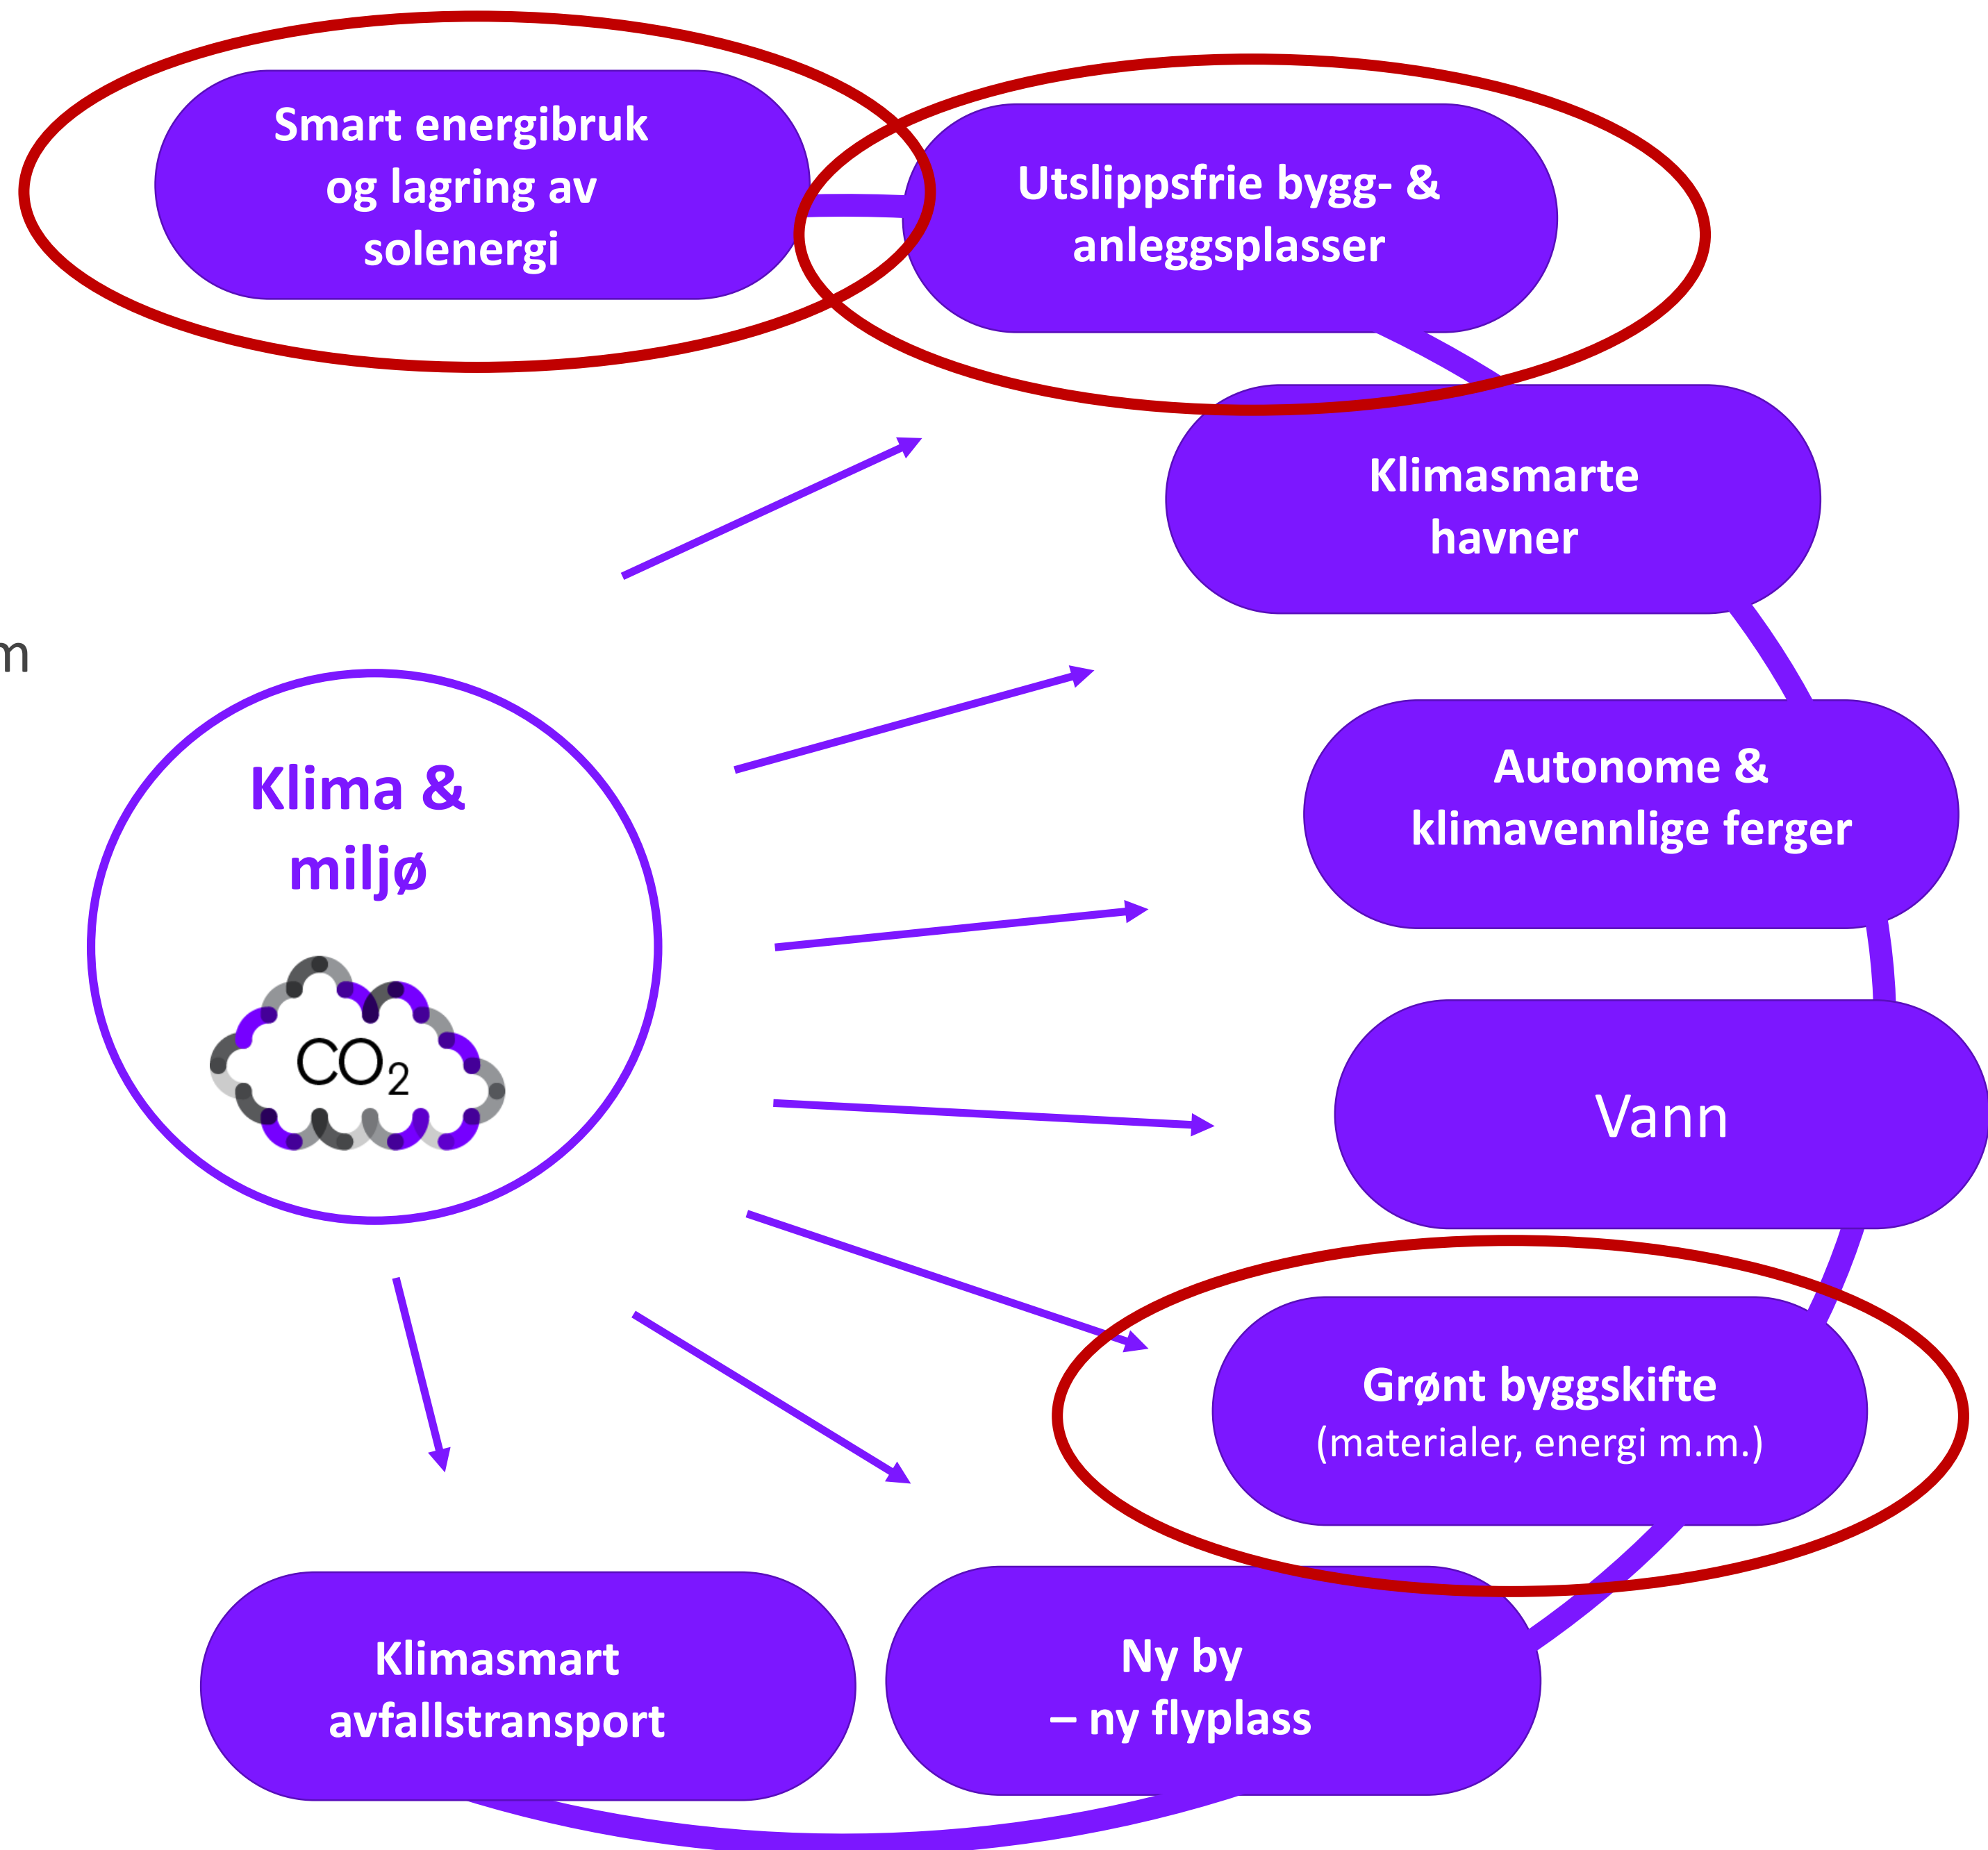 Smart energibruk
og lagring av
solenergi
Utslippsfrie bygg- &
anleggsplasser
Klimasmarte
havner
m
Klima &
miljø
CO2
Autonome &
klimavennlige ferger
Vann
Grønt byggskifte
(materialer, energi m.m.)
Ny by
– ny flyplass
Klimasmart
avfallstransport